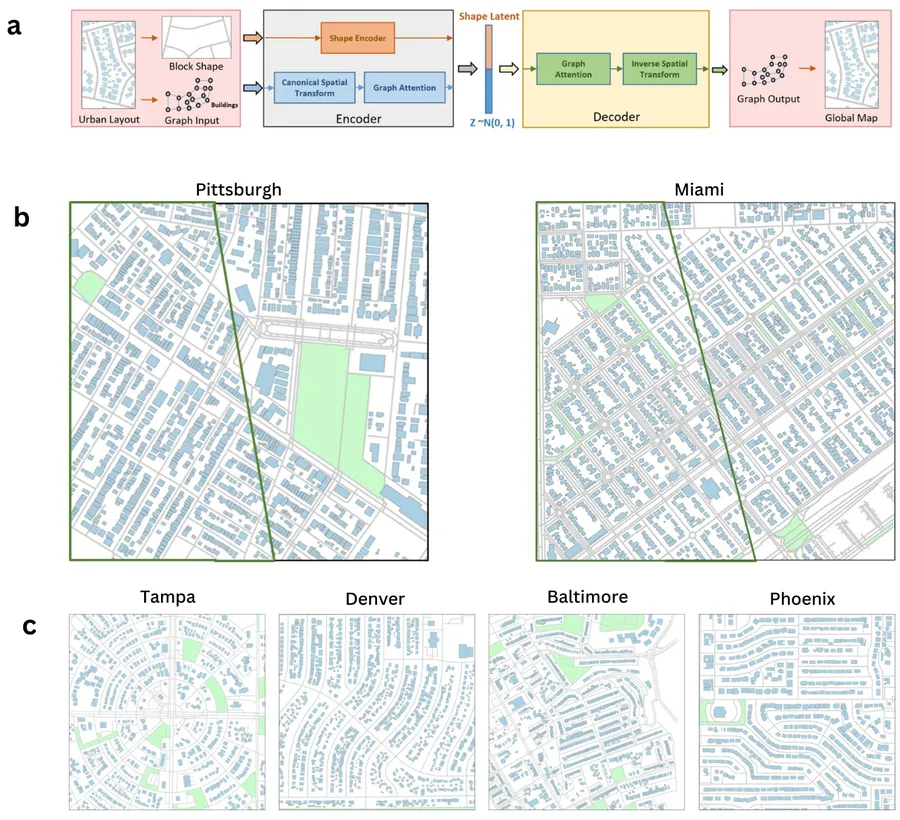 a
Shape Latent
Shape Encoder
Block Shape
Canonical Spatial
Transform
Graph Attention
Graph
Attention
Inverse Spatial
Transform
Buildings
Graph Output
Urban Layout
Graph Input
Encoder
Z ~N(0, 1)
Decoder
Global Map
Pittsburgh
Miami
b
Tampa
Denver
Baltimore
Phoenix
c